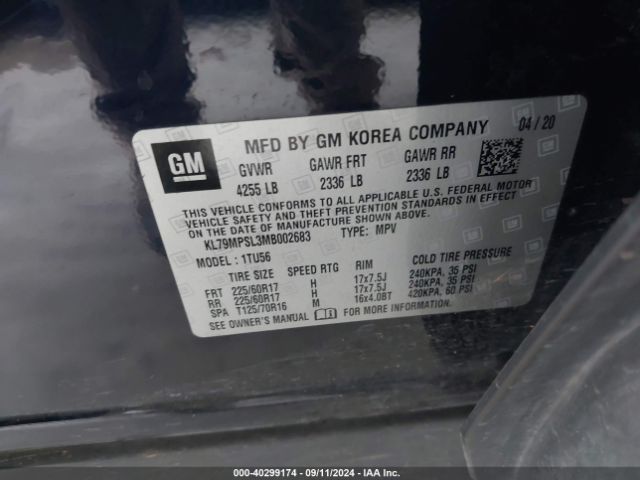 GM
MFD BY GM KOREA COMPANY 04/20
GVWR GAWR FRT GAWR RR
4255 LB 2336 LB 2336 LB
THIS VEHICLE CONFORMS TO ALL APPLICABLE U.S. FEDERAL MOTOR
VEHICLE SAFETY AND THEFT PREVENTION STANDARDS IN EFFECT
ON THE DATE OF MANUFACTURE SHOWN ABOVE.
KL79MPSL3MB002683 TYPE: MPV
MODEL : 1TU56
TIRE SIZE SPEED RTG RIM COLD TIRE PRESSURE
FRT 225/60R17 H 17x7.5J 240KPA, 35 PSI
RR 225/60R17 H 17x7.5J 240KPA, 35 PSI
SPA T125/70R16 M 16x4.0BT 420KPA, 60 PSI
SEE OWNER'S MANUAL FOR MORE INFORMATION.
000-40299174 - 09/11/2024 - IAA Inc.